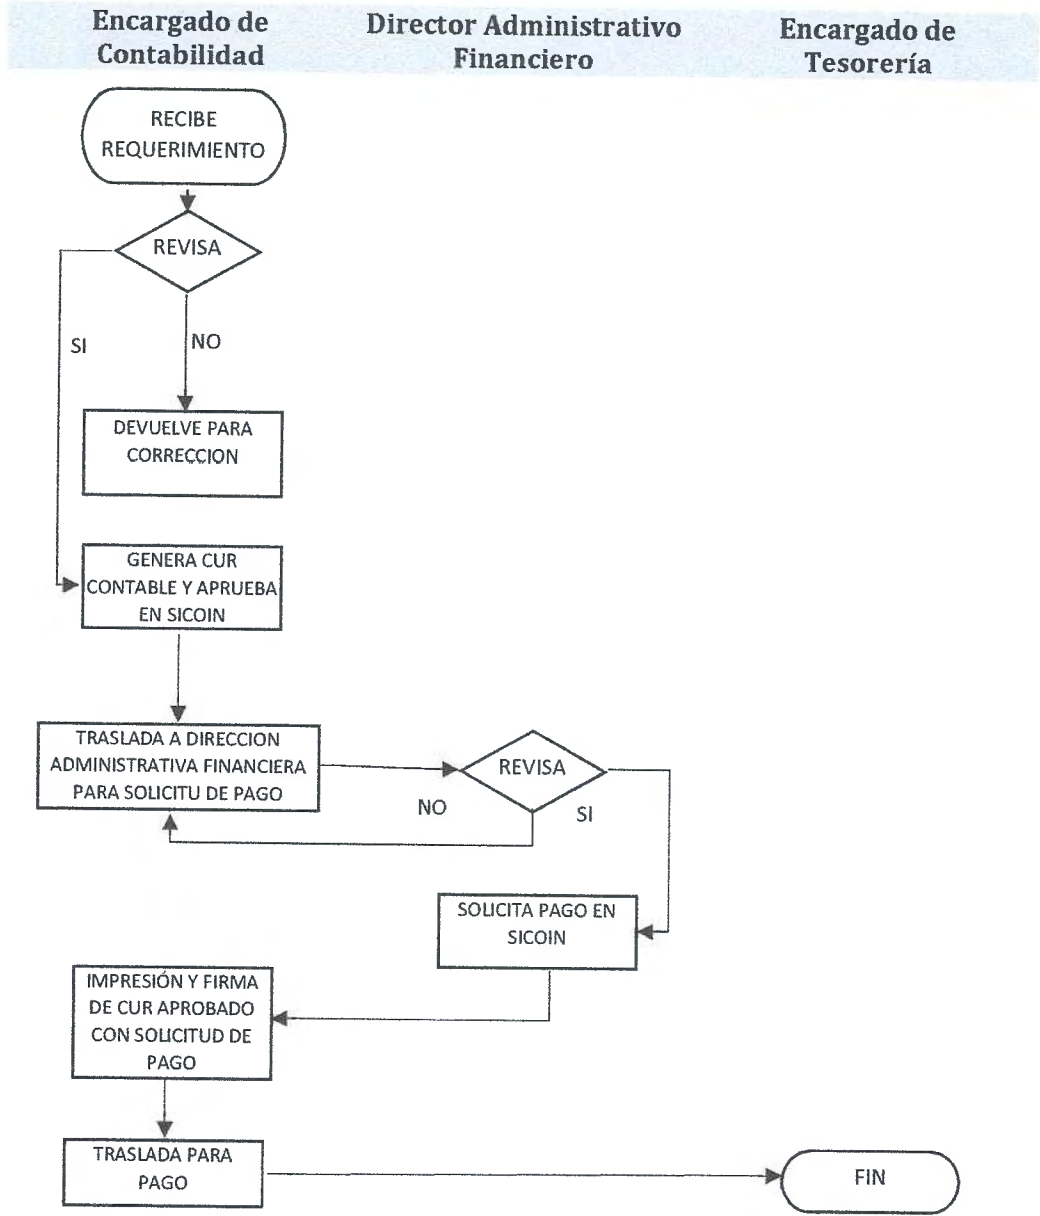 Encargado de
Contabilidad
Director Administrativo
Financiero
Encargado de
Tesorería
RECIBE
REQUERIMIENTO
REVISA
SI
NO
DEVUELVE PARA
CORRECCION
GENERA CUR
CONTABLE Y APRUEBA
EN SICOIN
TRASLADA A DIRECCION
ADMINISTRATIVA FINANCIERA
PARA SOLICITU DE PAGO
REVISA
NO
SI
SOLICITA PAGO EN
SICOIN
IMPRESIÓN Y FIRMA
DE CUR APROBADO
CON SOLICITUD DE
PAGO
TRASLADA PARA
PAGO
FIN